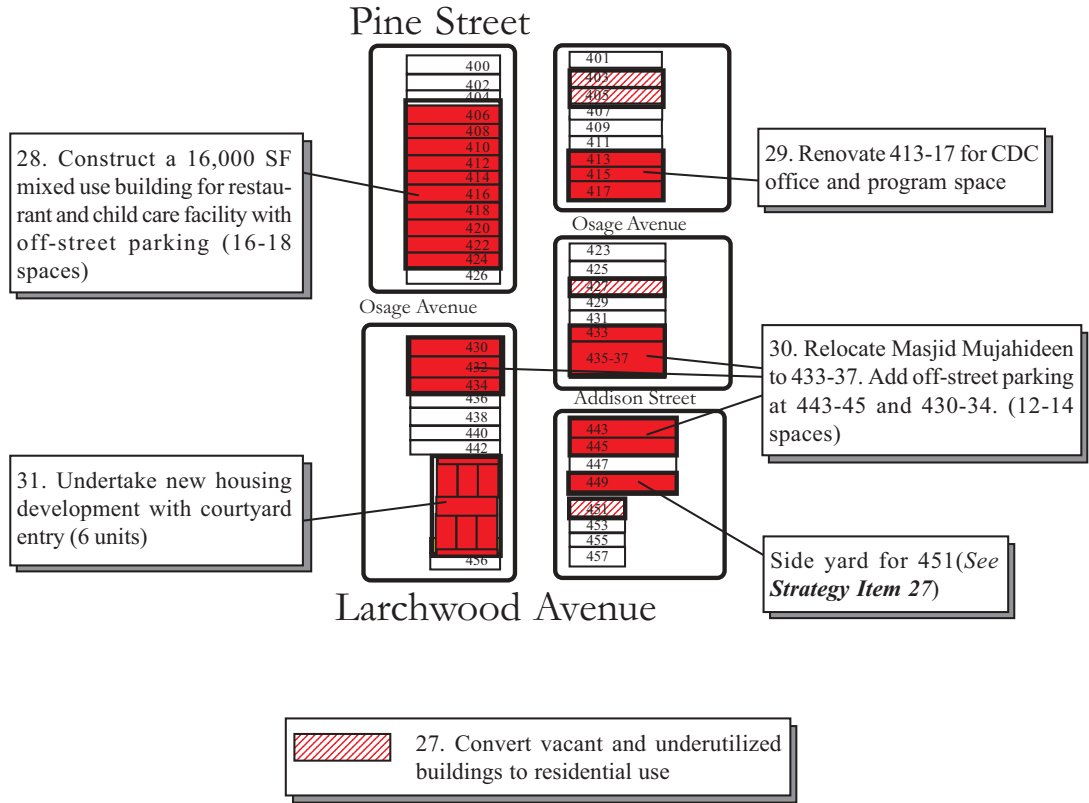 Pine Street
400
402
404
406
408
410
412
414
416
418
420
422
424
426
401
403
405
407
409
411
413
415
417
28. Construct a 16,000 SF
mixed use building for restau-
rant and child care facility with
off-street parking (16-18
spaces)
29. Renovate 413-17 for CDC
office and program space
Osage Avenue
Osage Avenue
423
425
427
429
431
433
435-37
430
432
434
436
438
440
442
456
30. Relocate Masjid Mujahideen
to 433-37. Add off-street parking
at 443-45 and 430-34. (12-14
spaces)
Addison Street
443
445
447
449
451
453
455
457
31. Undertake new housing
development with courtyard
entry (6 units)
Side yard for 451(See
Strategy Item 27)
Larchwood Avenue
27. Convert vacant and underutilized
buildings to residential use